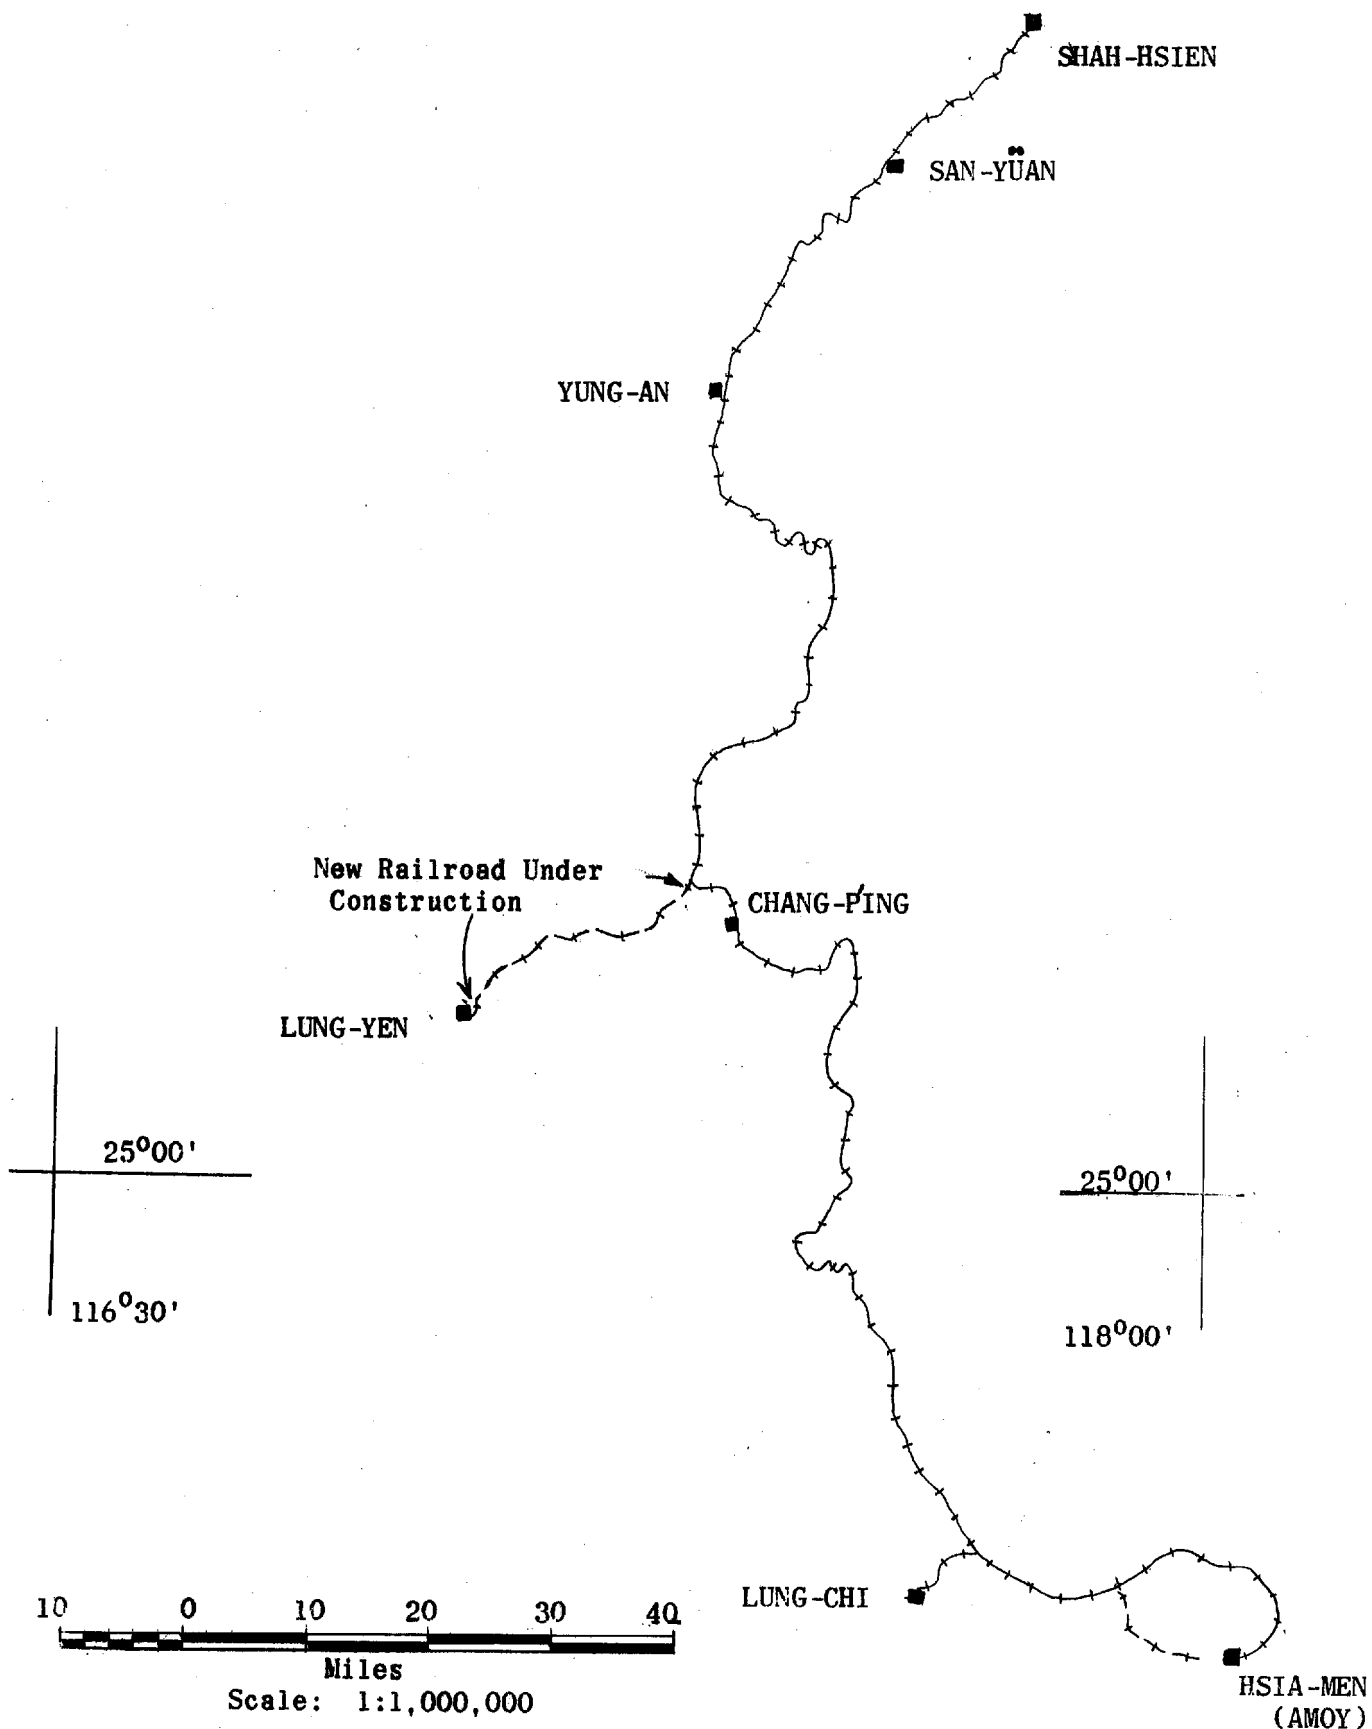 SHAH-HSIEN
SAN-YÜAN
YUNG-AN
New Railroad Under
Construction
CHANG-P'ING
LUNG-YEN
25°00'
25°00'
116°30'
118°00'
LUNG-CHI
10 0 10 20 30 40
Miles
Scale: 1:1,000,000
HSIA-MEN
(AMOY)